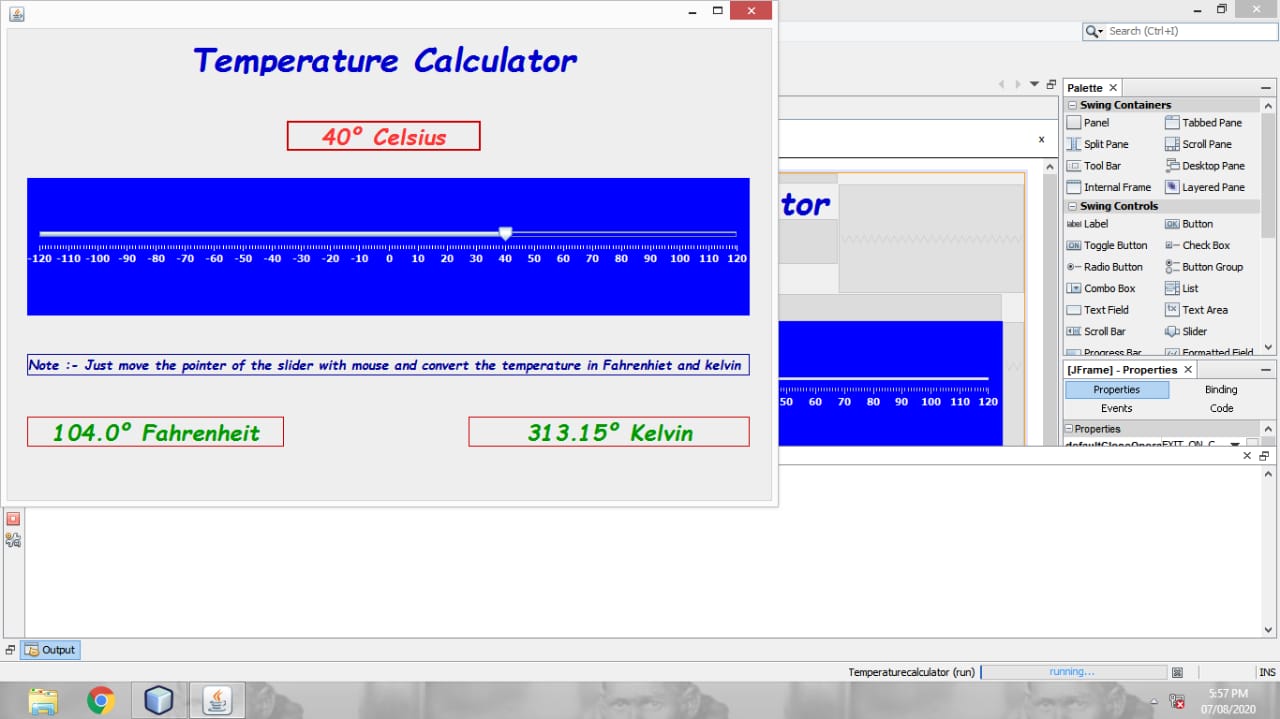 Temperature Calculator
40° Celsius
-120 -110 -100 -90 -80 -70 -60 -50 -40 -30 -20 -10 0 10 20 30 40 50 60 70 80 90 100 110 120
Note :- Just move the pointer of the slider with mouse and convert the temperature in Fahrenhiet and kelvin
104.0° Fahrenheit
313.15° Kelvin
Search (Ctrl+I)
x
tor
50 60 70 80 90 100 110 120
Palette
Swing Containers
Panel Tabbed Pane
Split Pane Scroll Pane
Tool Bar Desktop Pane
Internal Frame Layered Pane
Swing Controls
label Label OK Button
ON Toggle Button Check Box
Radio Button Button Group
Combo Box List
Text Field Text Area
Scroll Bar Slider
Progress Bar Formatted Field
[JFrame] - Properties
Properties Binding
Events Code
Properties
Output
Temperaturecalculator (run) running... INS
5:57 PM
07/08/2020